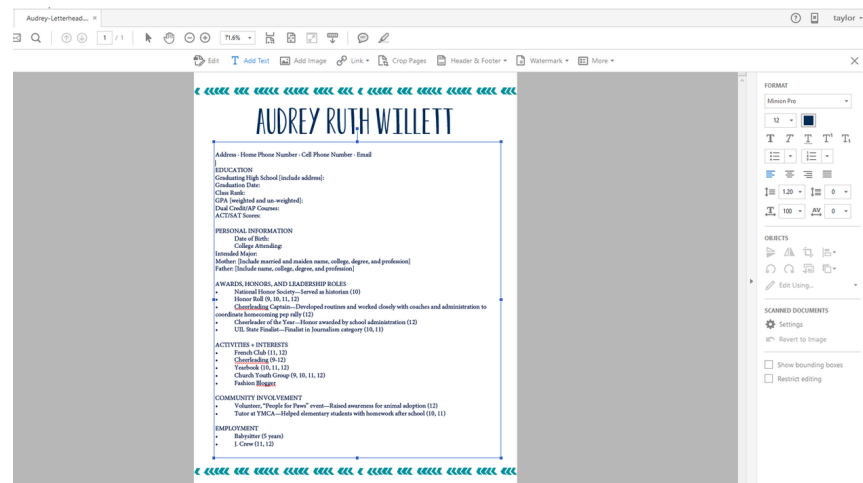 Audrey-Letterhead... ×
taylor
1 / 1
71.6%
Edit
Add Text
Add Image
Link
Crop Pages
Header & Footer
Watermark
More
AUDREY RUTH WILLETT
Address · Home Phone Number · Cell Phone Number · Email
EDUCATION
Graduating High School [include address]:
Graduation Date:
Class Rank:
GPA [weighted and un-weighted]:
Dual Credit/AP Courses:
ACT/SAT Scores:
PERSONAL INFORMATION
Date of Birth:
College Attending:
Intended Major:
Mother: [Include married and maiden name, college, degree, and profession]
Father: [Include name, college, degree, and profession]
AWARDS, HONORS, AND LEADERSHIP ROLES
• National Honor Society—Served as historian (10)
• Honor Roll (9, 10, 11, 12)
• Cheerleading Captain—Developed routines and worked closely with coaches and administration to
coordinate homecoming pep rally (12)
• Cheerleader of the Year—Honor awarded by school administration (12)
• UIL State Finalist—Finalist in Journalism category (10, 11)
ACTIVITIES + INTERESTS
• French Club (11, 12)
• Cheerleading (9-12)
• Yearbook (10, 11, 12)
• Church Youth Group (9, 10, 11, 12)
• Fashion Blogger
COMMUNITY INVOLVEMENT
• Volunteer, "People for Paws" event—Raised awareness for animal adoption (12)
• Tutor at YMCA—Helped elementary students with homework after school (10, 11)
EMPLOYMENT
• Babysitter (5 years)
• J. Crew (11, 12)
FORMAT
Minion Pro
12
T T T T¹ T₁
1.20 0
100 AV 0
OBJECTS
Edit Using...
SCANNED DOCUMENTS
Settings
Revert to Image
Show bounding boxes
Restrict editing